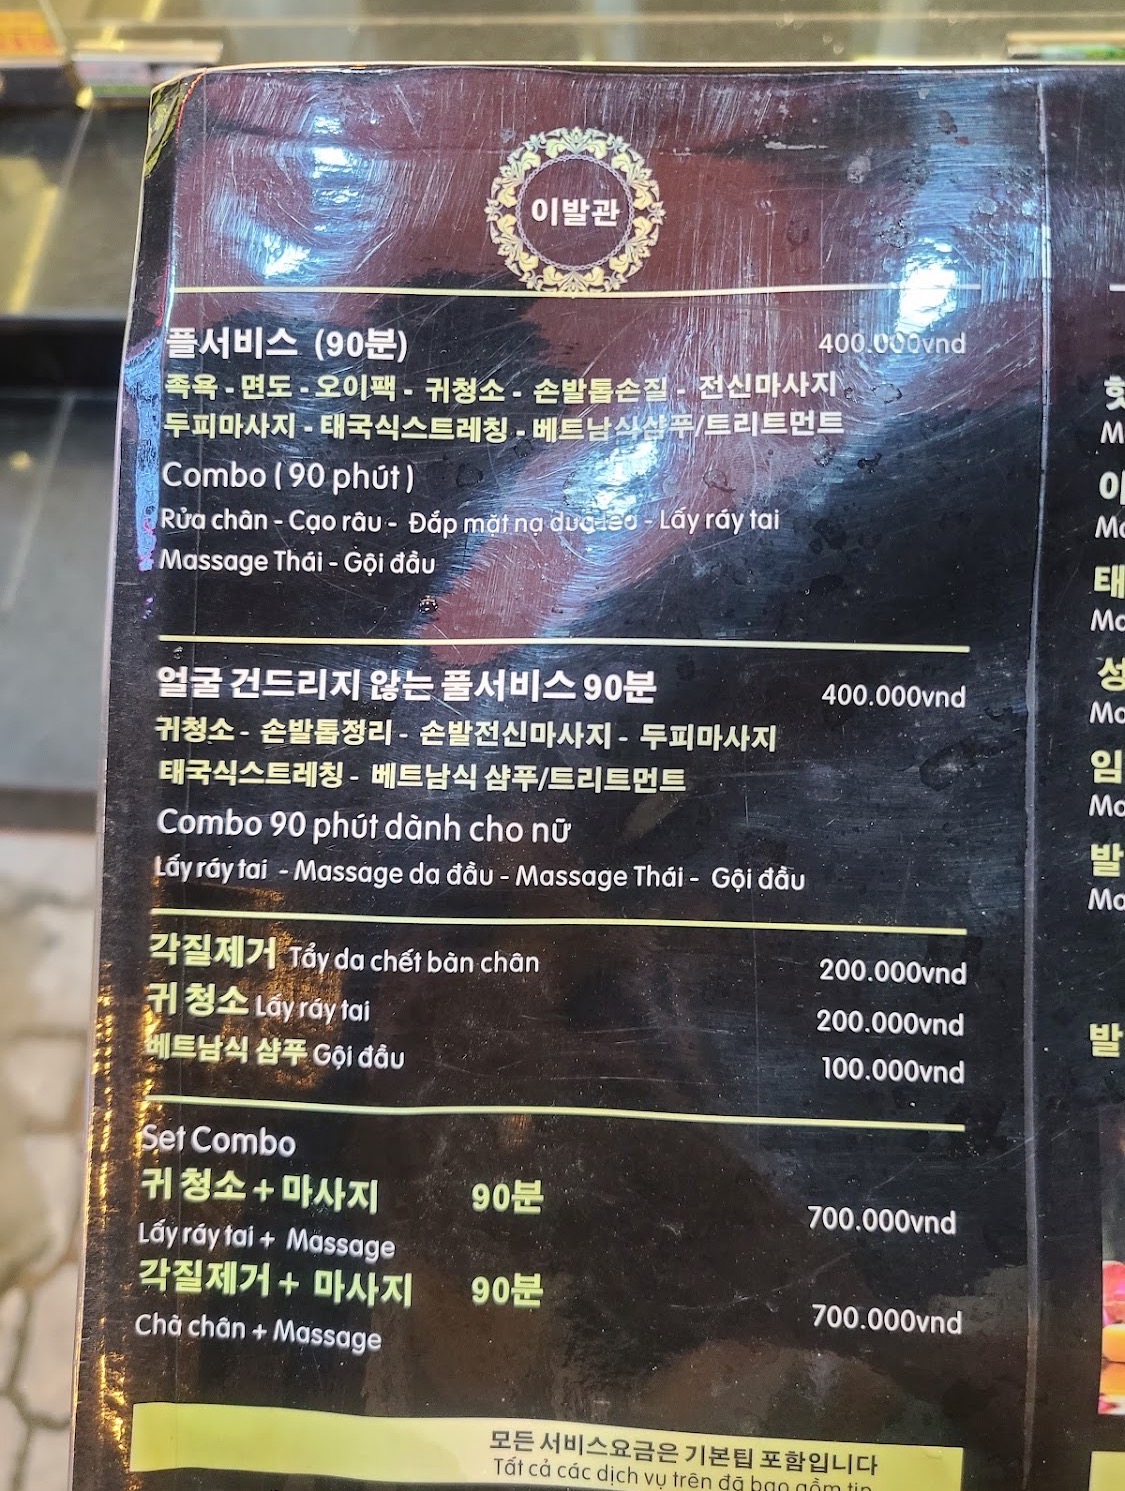 이발관
풀서비스 (90분) 400.000vnd
족욕 - 면도 - 오이팩 - 귀청소 - 손발톱손질 - 전신마사지
두피마사지 - 태국식스트레칭 - 베트남식샴푸/트리트먼트
Combo ( 90 phút )
Rửa chân - Cạo râu - Đắp mặt nạ dưa leo - Lấy ráy tai
Massage Thái - Gội đầu
얼굴 건드리지 않는 풀서비스 90분 400.000vnd
귀청소 - 손발톱정리 - 손발전신마사지 - 두피마사지
태국식스트레칭 - 베트남식 샴푸/트리트먼트
Combo 90 phút dành cho nữ
Lấy ráy tai - Massage da đầu - Massage Thái - Gội đầu
각질제거 Tẩy da chết bàn chân 200.000vnd
귀 청소 Lấy ráy tai 200.000vnd
베트남식 샴푸 Gội đầu 100.000vnd
Set Combo
귀 청소 + 마사지 90분 700.000vnd
Lấy ráy tai + Massage
각질제거 + 마사지 90분 700.000vnd
Chà chân + Massage
모든 서비스요금은 기본팁 포함입니다
Tất cả các dịch vụ trên đã bao gồm tip
태
임
발
발